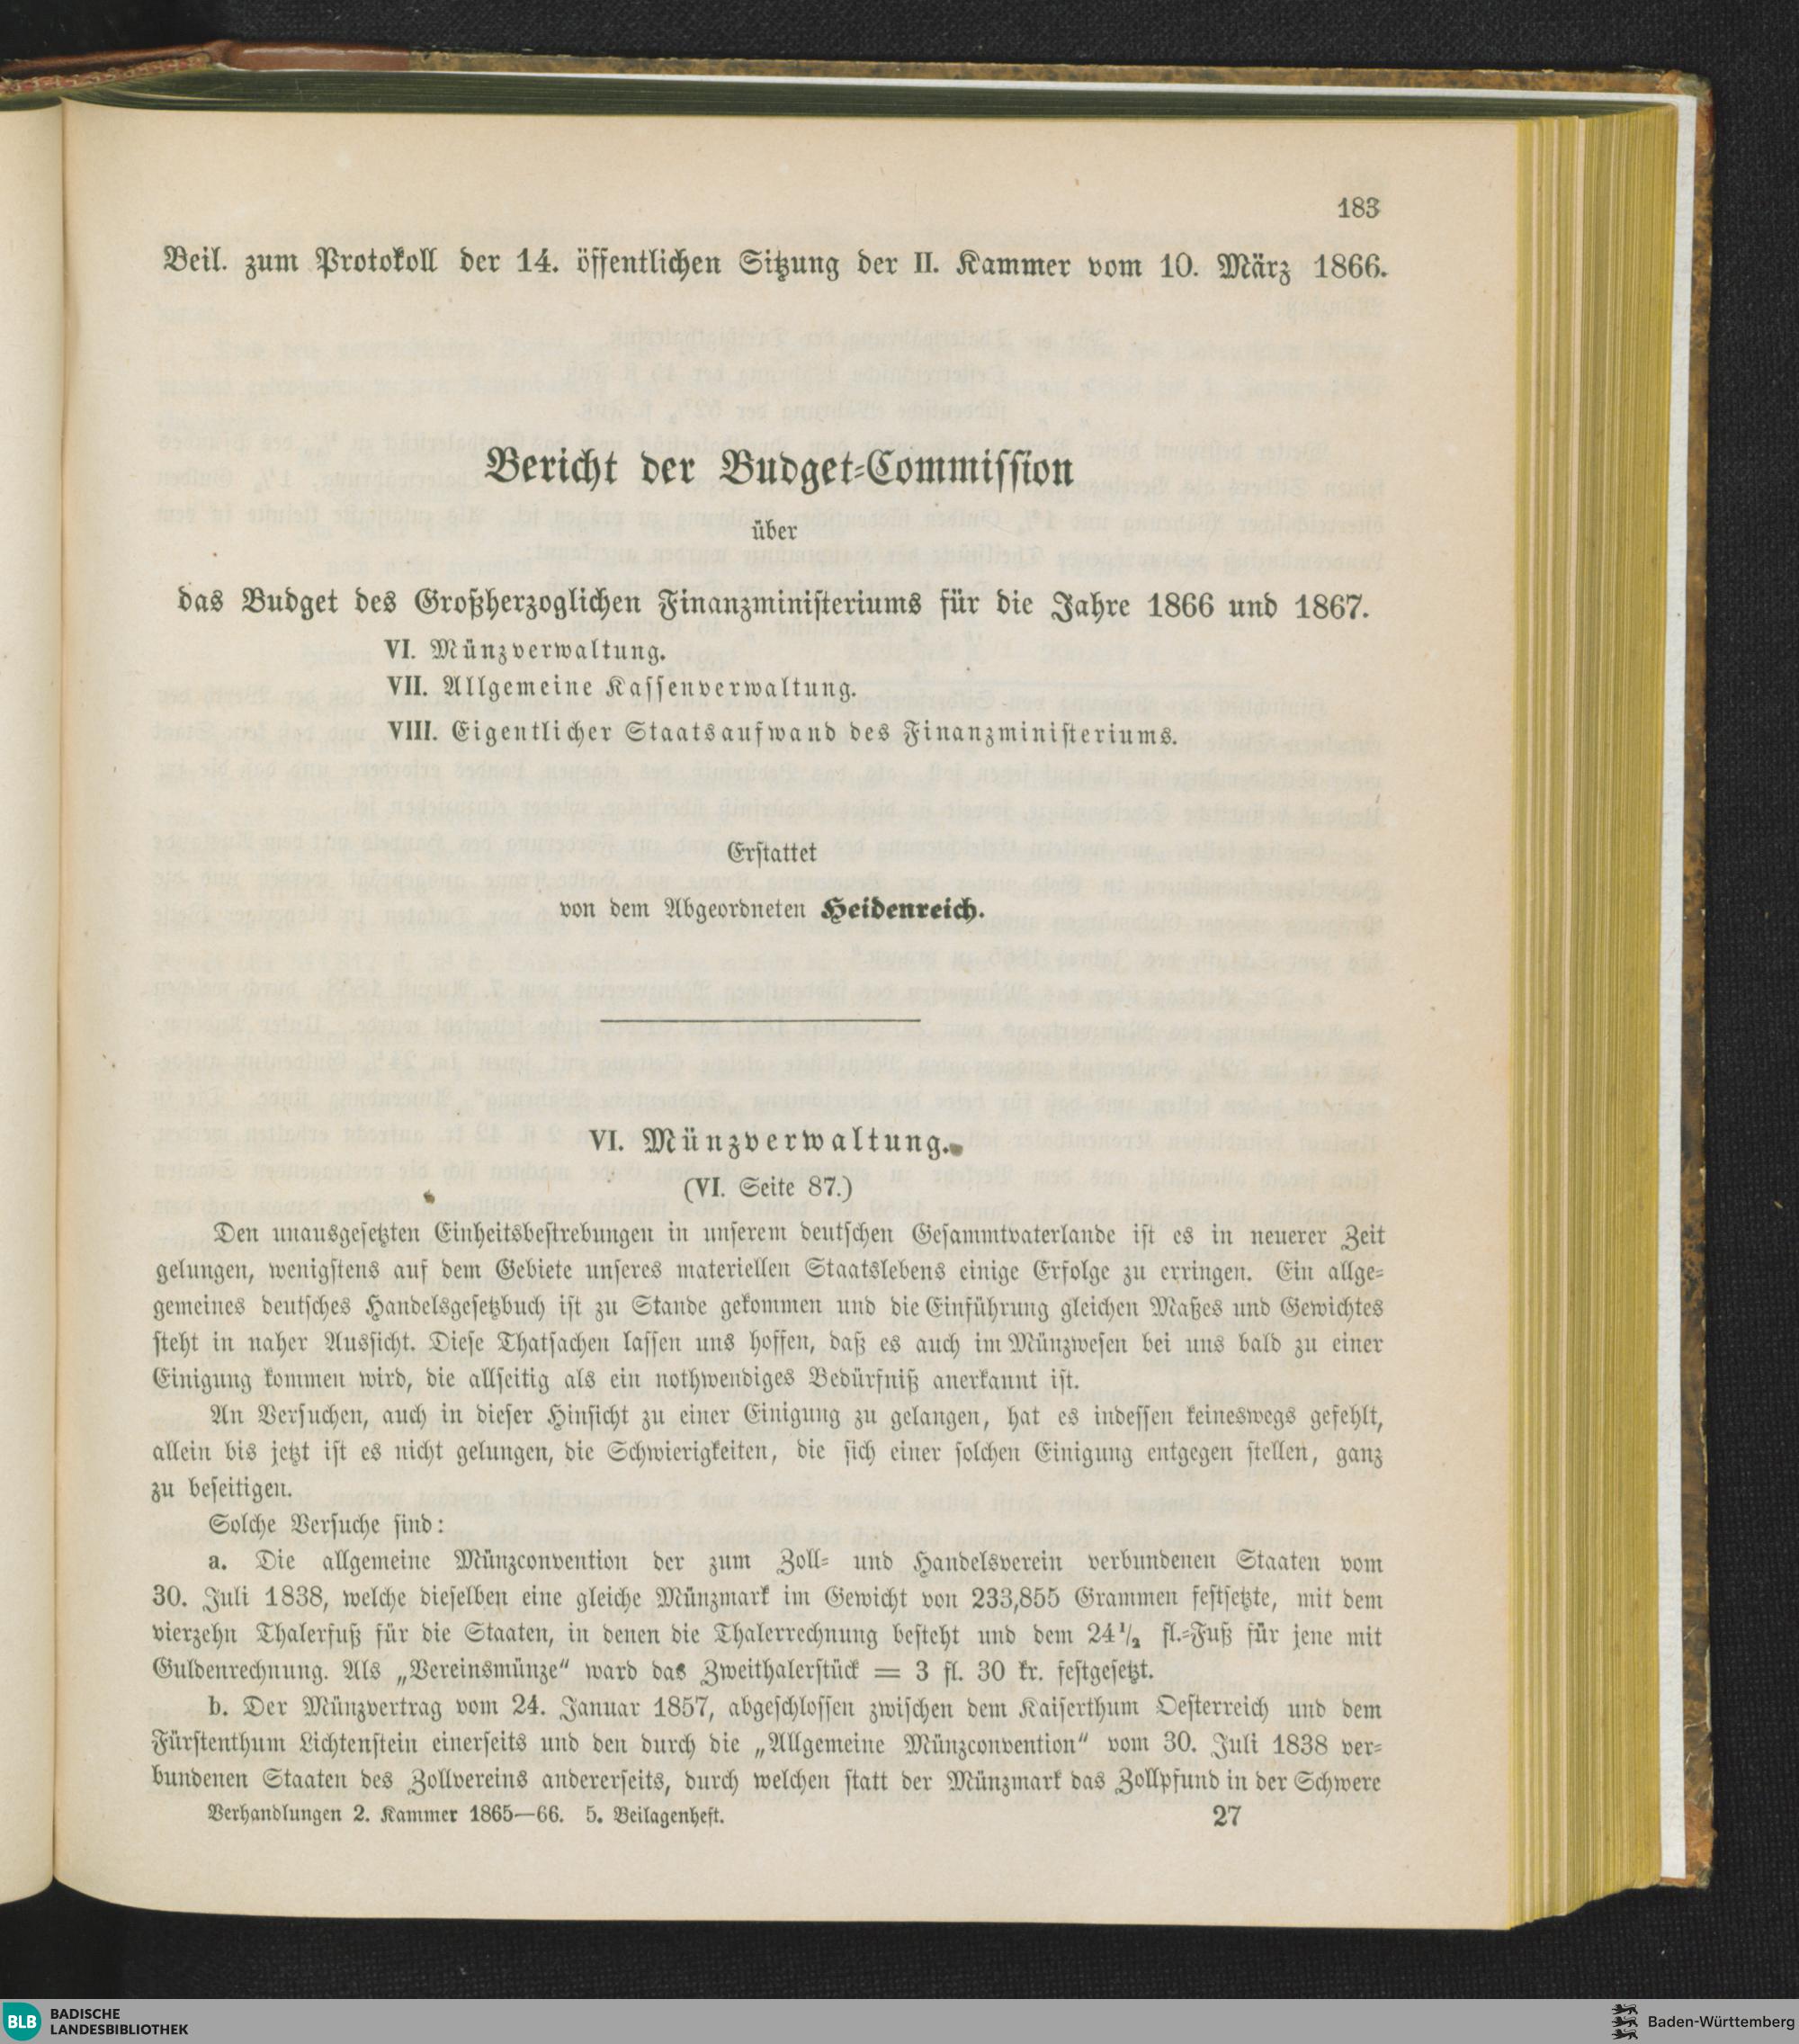 183
Beil. zum Protokoll der 14. öffentlichen Sitzung der II. Kammer vom 10. März 1866.
Bericht der Budget-Commission
über
das Budget des Großherzoglichen Finanzministeriums für die Jahre 1866 und 1867.
VI. Münzverwaltung.
VII. Allgemeine Kassenverwaltung.
VIII. Eigentlicher Staatsaufwand des Finanzministeriums.
Erstattet
von dem Abgeordneten Heidenreich.
VI. Münzverwaltung.
(VI. Seite 87.)
Den unausgesetzten Einheitsbestrebungen in unserem deutschen Gesammtvaterlande ist es in neuerer Zeit
gelungen, wenigstens auf dem Gebiete unseres materiellen Staatslebens einige Erfolge zu erringen. Ein allge-
gemeines deutsches Handelsgesetzbuch ist zu Stande gekommen und die Einführung gleichen Maßes und Gewichtes
steht in naher Aussicht. Diese Thatsachen lassen uns hoffen, daß es auch im Münzwesen bei uns bald zu einer
Einigung kommen wird, die allseitig als ein nothwendiges Bedürfniß anerkannt ist.
An Versuchen, auch in dieser Hinsicht zu einer Einigung zu gelangen, hat es indessen keineswegs gefehlt,
allein bis jetzt ist es nicht gelungen, die Schwierigkeiten, die sich einer solchen Einigung entgegen stellen, ganz
zu beseitigen.
Solche Versuche sind:
a. Die allgemeine Münzconvention der zum Zoll- und Handelsverein verbundenen Staaten vom
30. Juli 1838, welche dieselben eine gleiche Münzmark im Gewicht von 233,855 Grammen festsetzte, mit dem
vierzehn Thalerfuß für die Staaten, in denen die Thalerrechnung besteht und dem 24 1/2 fl.-Fuß für jene mit
Guldenrechnung. Als „Vereinsmünze“ ward das Zweithalerstück = 3 fl. 30 kr. festgesetzt.
b. Der Münzvertrag vom 24. Januar 1857, abgeschlossen zwischen dem Kaiserthum Oesterreich und dem
Fürstenthum Lichtenstein einerseits und den durch die „Allgemeine Münzconvention“ vom 30. Juli 1838 ver-
bundenen Staaten des Zollvereins andererseits, durch welchen statt der Münzmark das Zollpfund in der Schwere
Verhandlungen 2. Kammer 1865—66. 5. Beilagenheft. 27
BLB BADISCHE
LANDESBIBLIOTHEK
Baden-Württemberg